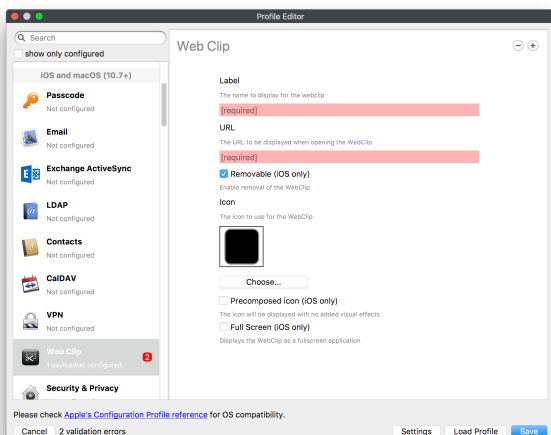 Profile Editor
Search
show only configured
iOS and macOS (10.7+)
Passcode
Not configured
Email
Not configured
Exchange ActiveSync
Not configured
LDAP
Not configured
Contacts
Not configured
CalDAV
Not configured
VPN
Not configured
Web Clip
1 payload(s) configured.
2
Security & Privacy
Web Clip
Label
The name to display for the webclip
[required]
URL
The URL to be displayed when opening the WebClip
[required]
Removable (iOS only)
Enable removal of the WebClip
Icon
The icon to use for the WebClip
Choose...
Precomposed icon (iOS only)
The icon will be displayed with no added visual effects
Full Screen (iOS only)
Displays the WebClip as a fullscreen application
Please check Apple's Configuration Profile reference for OS compatibility.
Cancel 2 validation errors Settings Load Profile Save